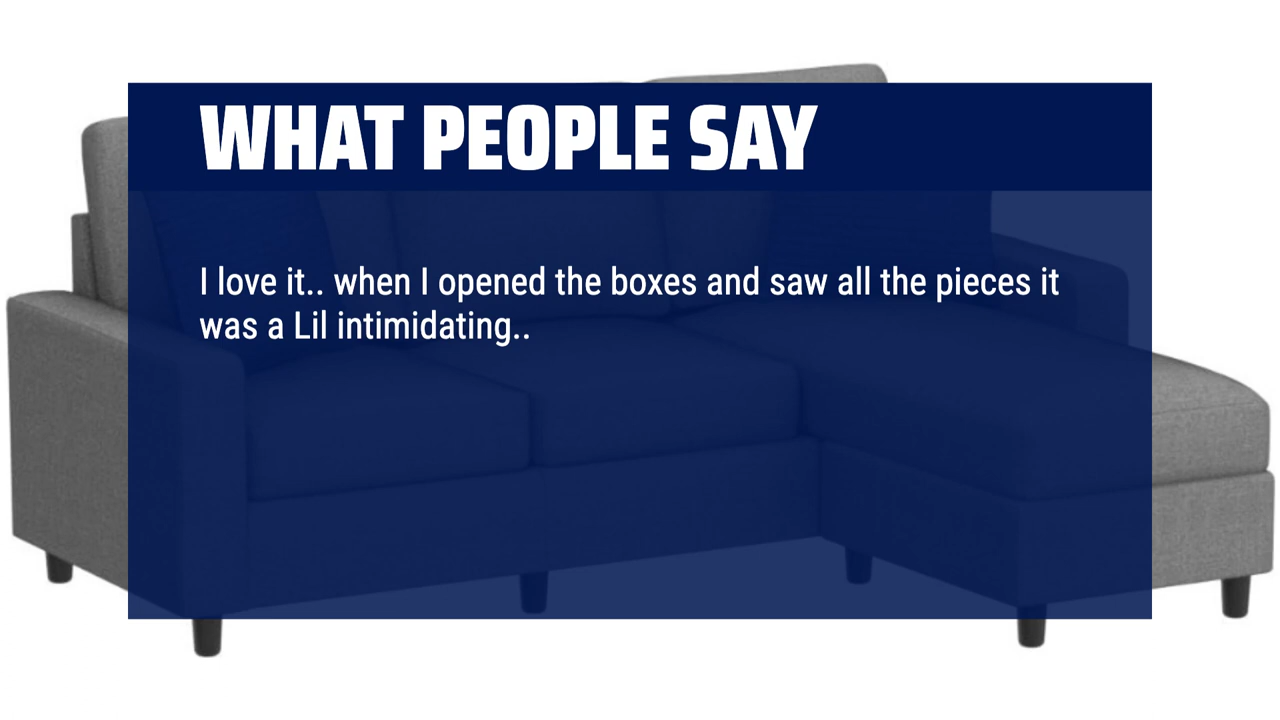 WHAT PEOPLE SAY
I love it.. when I opened the boxes and saw all the pieces it
was a Lil intimidating..